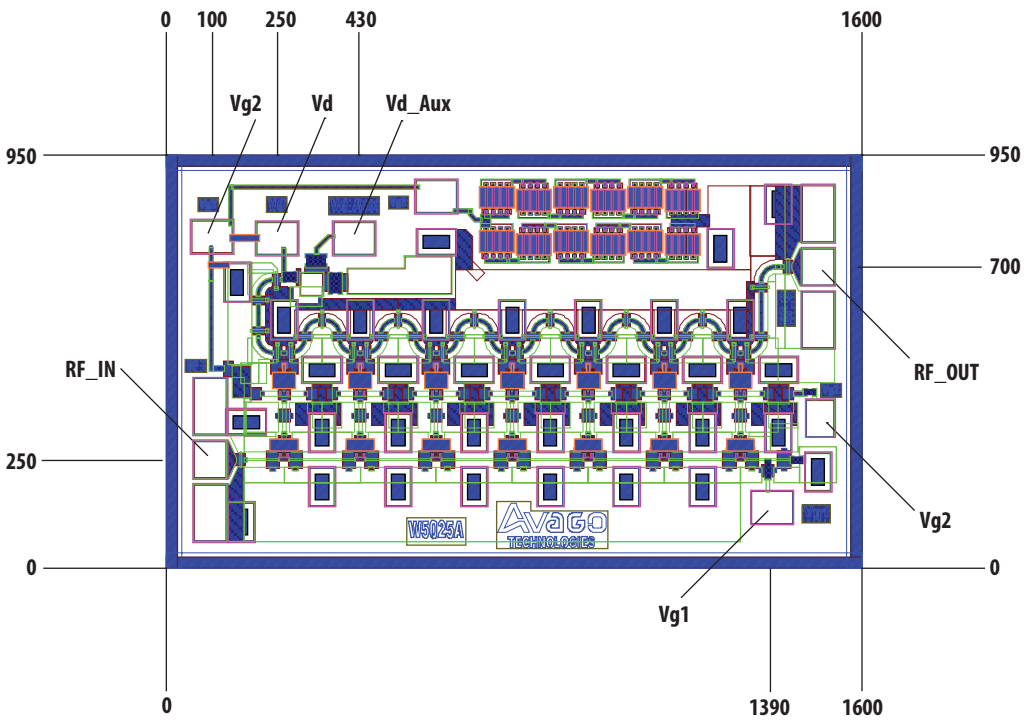 0 100 250 430 1600
Vg2 Vd Vd_Aux
950 950
700
RF_IN RF_OUT
250
Vg2
W5025A AVAGO
TECHNOLOGIES
0 0
Vg1
0 1390 1600